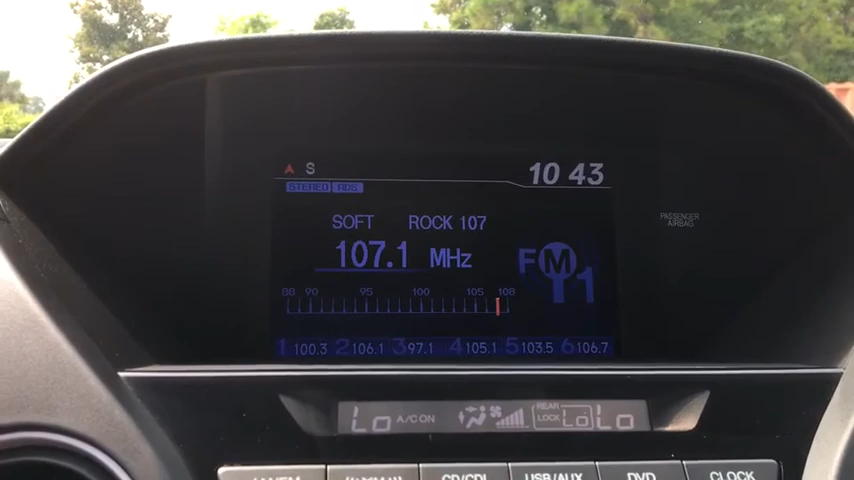 S
10 43
STEREO RDS
SOFT ROCK 107
107.1 MHz
FM 1
88 90 95 100 105 108
1 100.3 2 106.1 3 97.1 4 105.1 5 103.5 6 106.7
PASSENGER
AIRBAG
Lo A/C ON REAR LOCK Lo Lo
CD/CDL USB/AUX DVD CLOCK